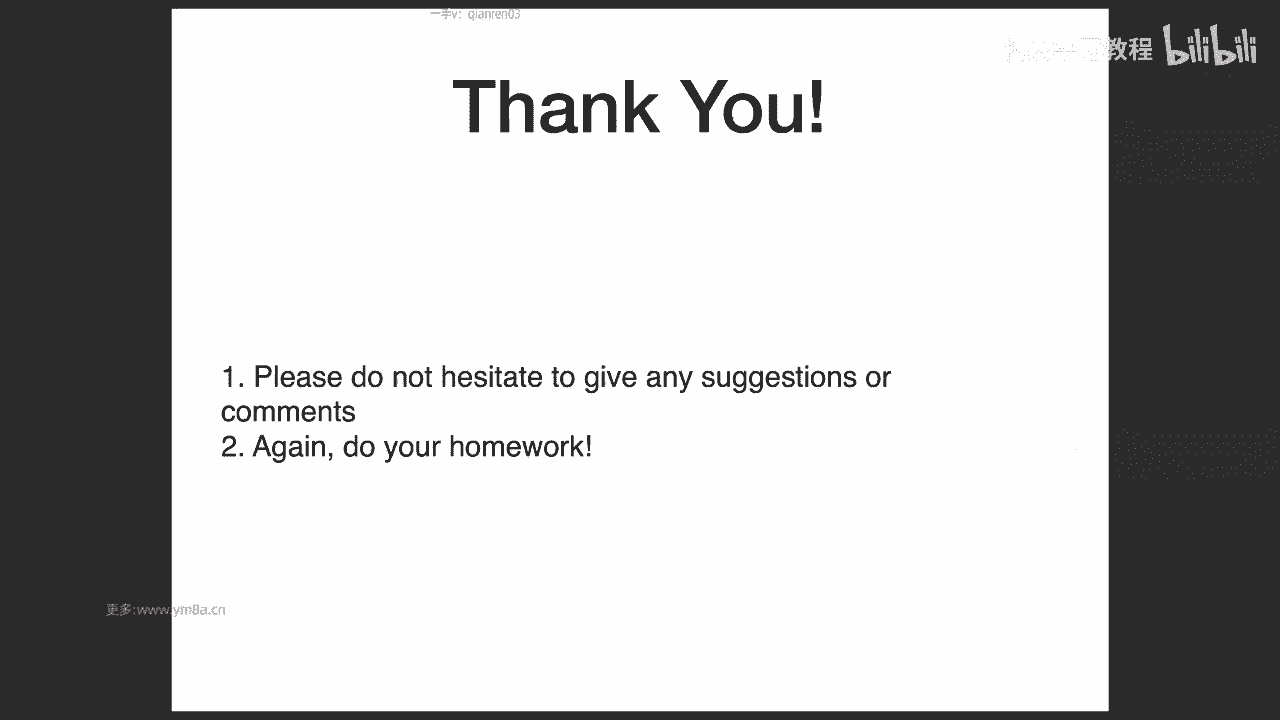 一手v：qianren03
教程 bilibili
Thank You!
1. Please do not hesitate to give any suggestions or
comments
2. Again, do your homework!
更多:www.ym8a.cn